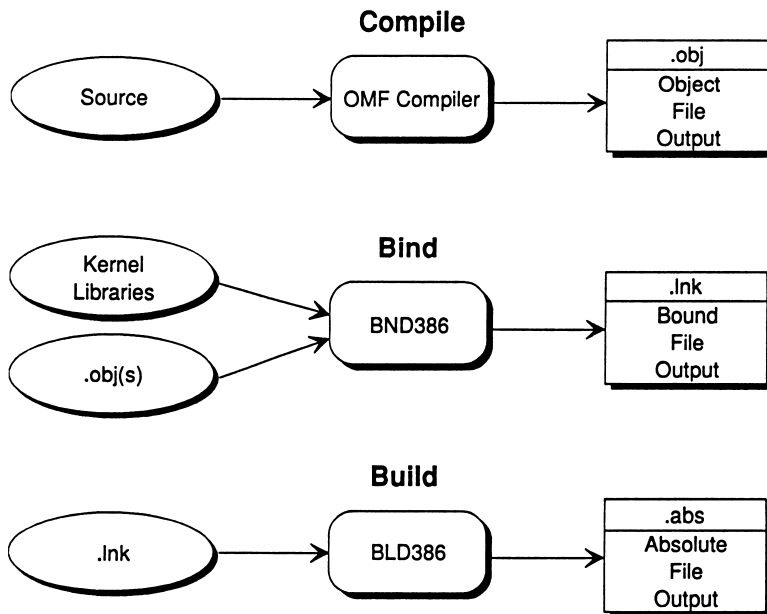 Compile
Source
OMF Compiler
.obj
Object
File
Output
Bind
Kernel
Libraries
.obj(s)
BND386
.lnk
Bound
File
Output
Build
.lnk
BLD386
.abs
Absolute
File
Output